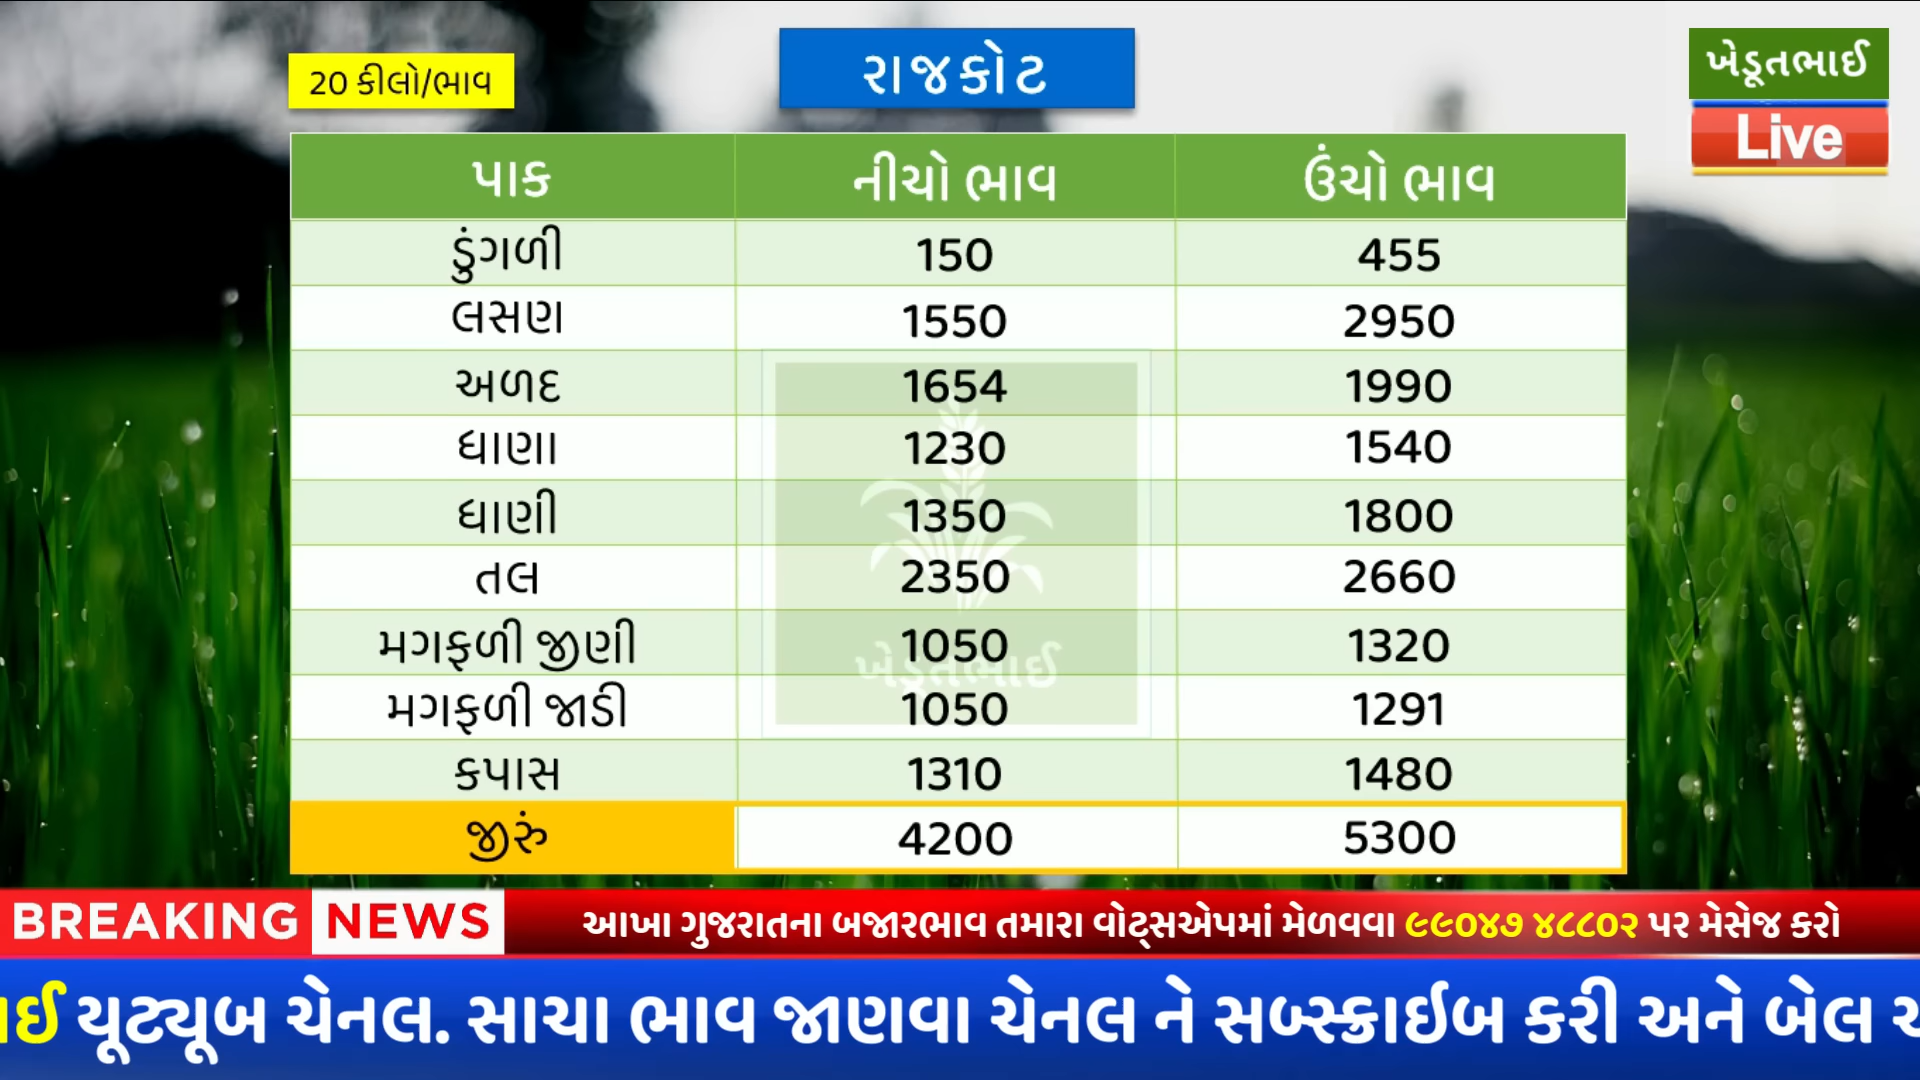 20 કીલો/ભાવ
રાજકોટ
ખેડૂતભાઈ
Live
પાક નીચો ભાવ ઉંચો ભાવ
ડુંગળી 150 455
લસણ 1550 2950
અળદ 1654 1990
ધાણા 1230 1540
ધાણી 1350 1800
તલ 2350 2660
મગફળી જીણી 1050 1320
ખેડૂતભાઈ
મગફળી જાડી 1050 1291
કપાસ 1310 1480
જીરું 4200 5300
BREAKING NEWS આખા ગુજરાતના બજારભાવ તમારા વોટ્સએપમાં મેળવવા ૯૯૦૪૭ ૪૮૮૦૨ પર મેસેજ કરો
ઈ યૂટ્યૂબ ચેનલ. સાચા ભાવ જાણવા ચેનલ ને સબ્સ્ક્રાઇબ કરી અને બેલ